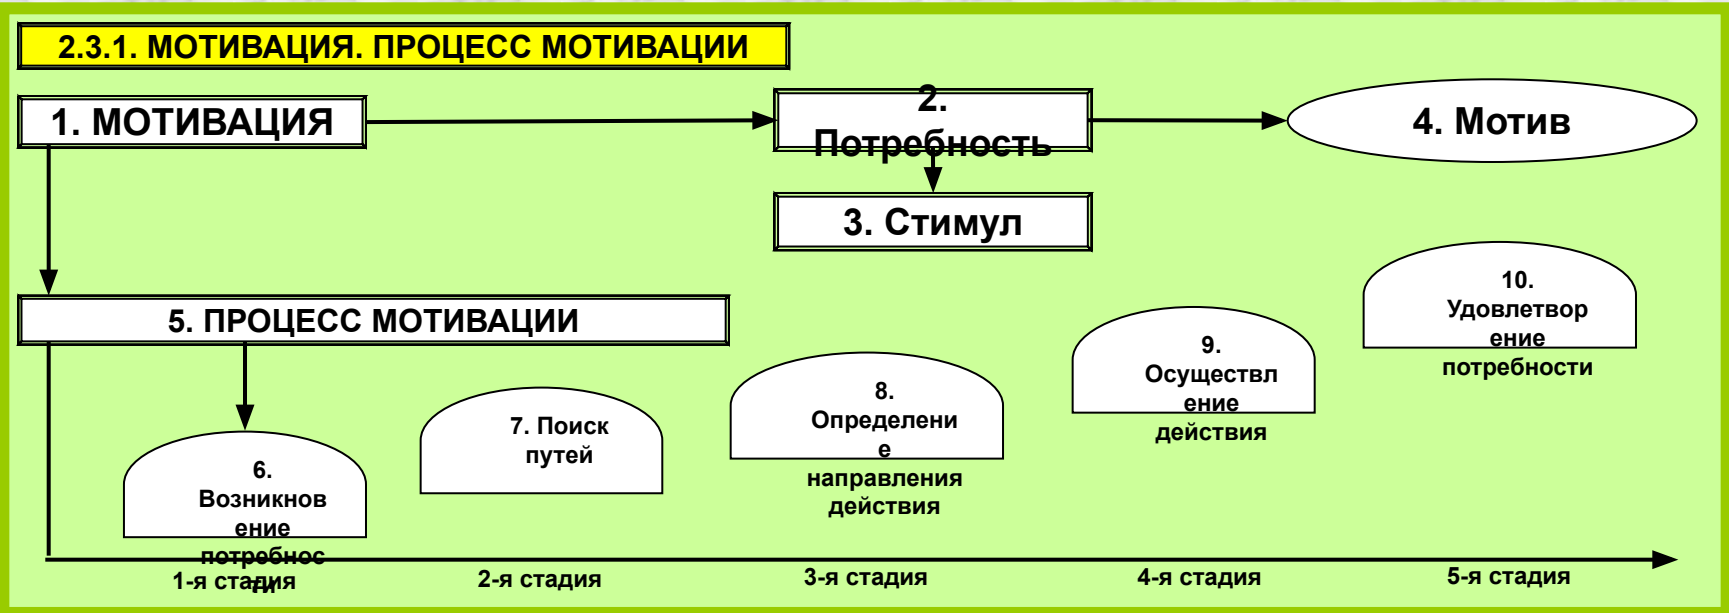 2.3.1. МОТИВАЦИЯ. ПРОЦЕСС МОТИВАЦИИ
1. МОТИВАЦИЯ
2.
Потребность
4. Мотив
3. Стимул
5. ПРОЦЕСС МОТИВАЦИИ
6.
Возникнов
ение
потребнос
ти
7. Поиск
путей
8.
Определени
е
направления
действия
9.
Осуществл
ение
действия
10.
Удовлетвор
ение
потребности
1-я стадия
2-я стадия
3-я стадия
4-я стадия
5-я стадия